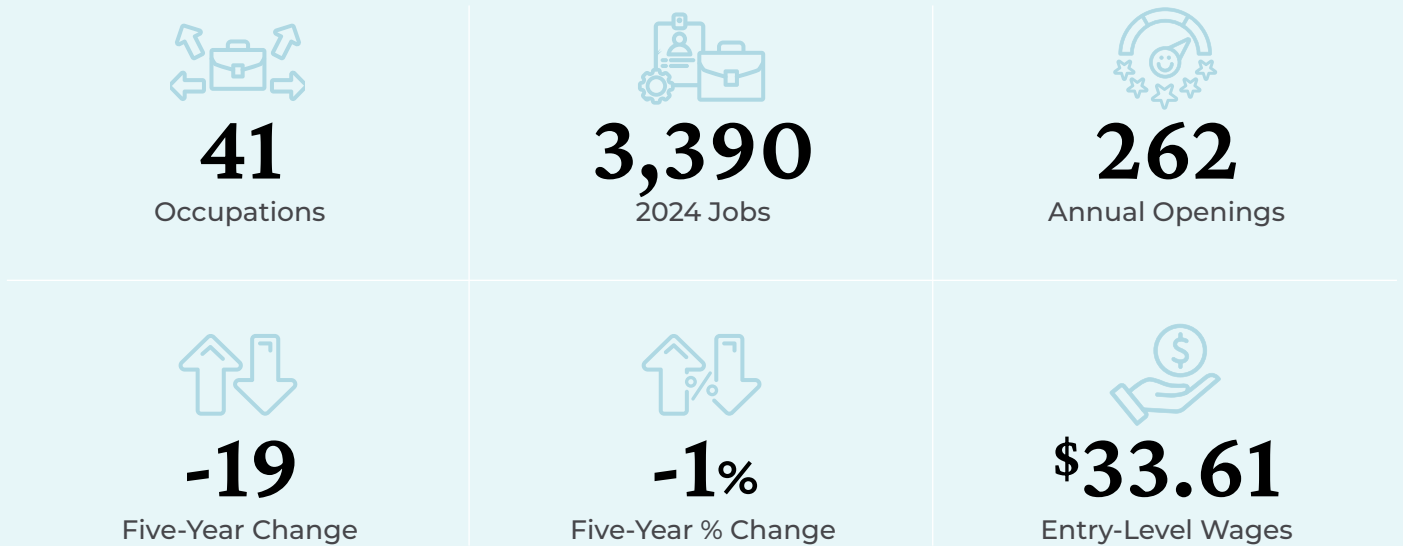 41
Occupations
3,390
2024 Jobs
262
Annual Openings
-19
Five-Year Change
-1%
Five-Year % Change
$33.61
Entry-Level Wages